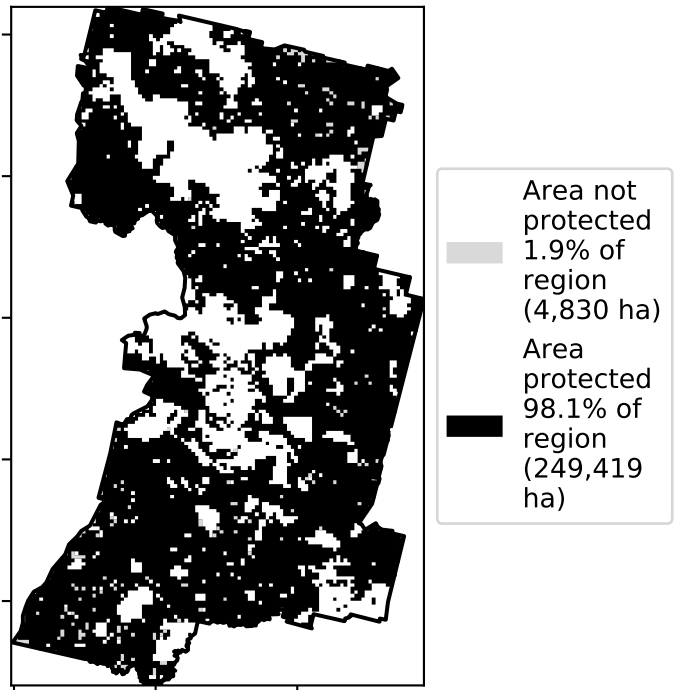 Area not
protected
1.9% of
region
(4,830 ha)
Area
protected
98.1% of
region
(249,419
ha)